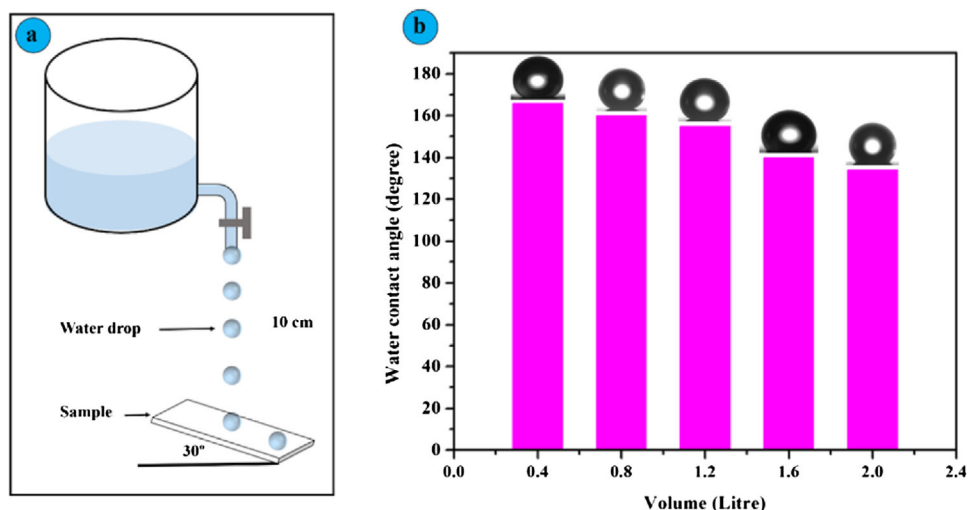 a
Water drop
10 cm
Sample
30º
b
Water contact angle (degree)
180
160
140
120
100
80
60
40
20
0
0.0 0.4 0.8 1.2 1.6 2.0 2.4
Volume (Litre)